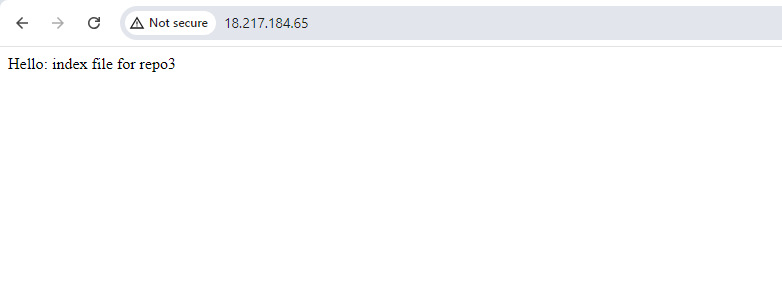 Not secure 18.217.184.65
Hello: index file for repo3